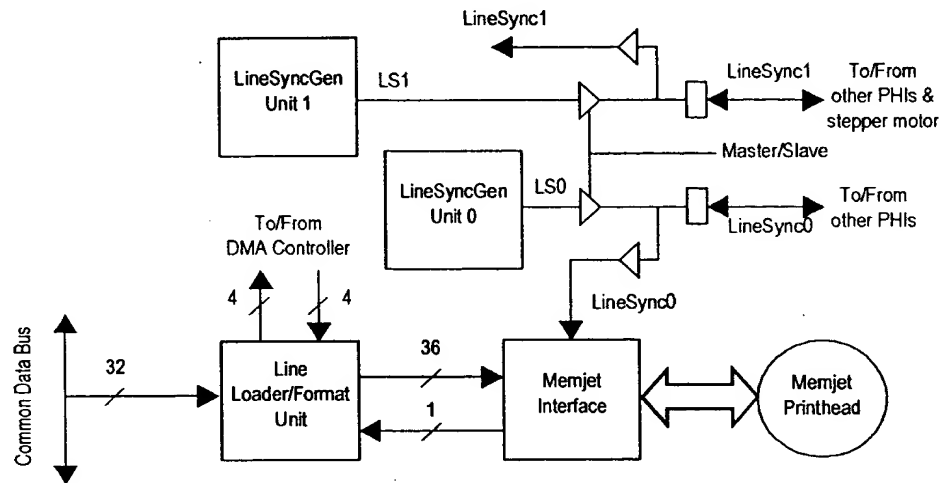 LineSync1
LineSyncGen
Unit 1
LS1
LineSync1
To/From
other PHIs &
stepper motor
Master/Slave
LineSyncGen
Unit 0
LS0
LineSync0
To/From
other PHIs
To/From
DMA Controller
4
4
LineSync0
Common Data Bus
32
Line
Loader/Format
Unit
36
1
Memjet
Interface
Memjet
Printhead